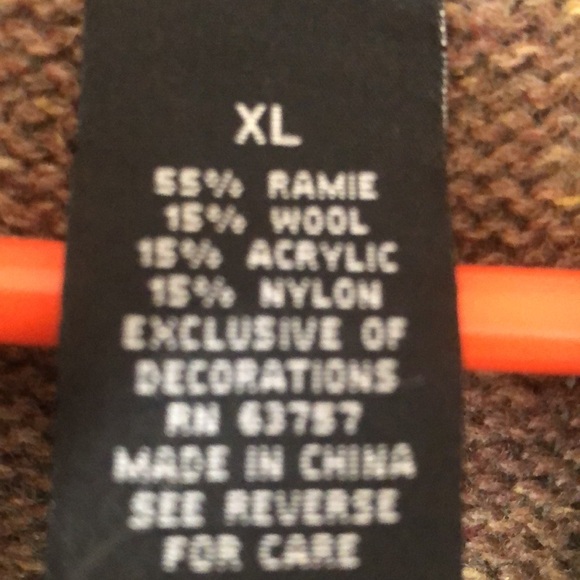 XL
55% RAMIE
15% WOOL
15% ACRYLIC
15% NYLON
EXCLUSIVE OF
DECORATIONS
RN 63757
MADE IN CHINA
SEE REVERSE
FOR CARE